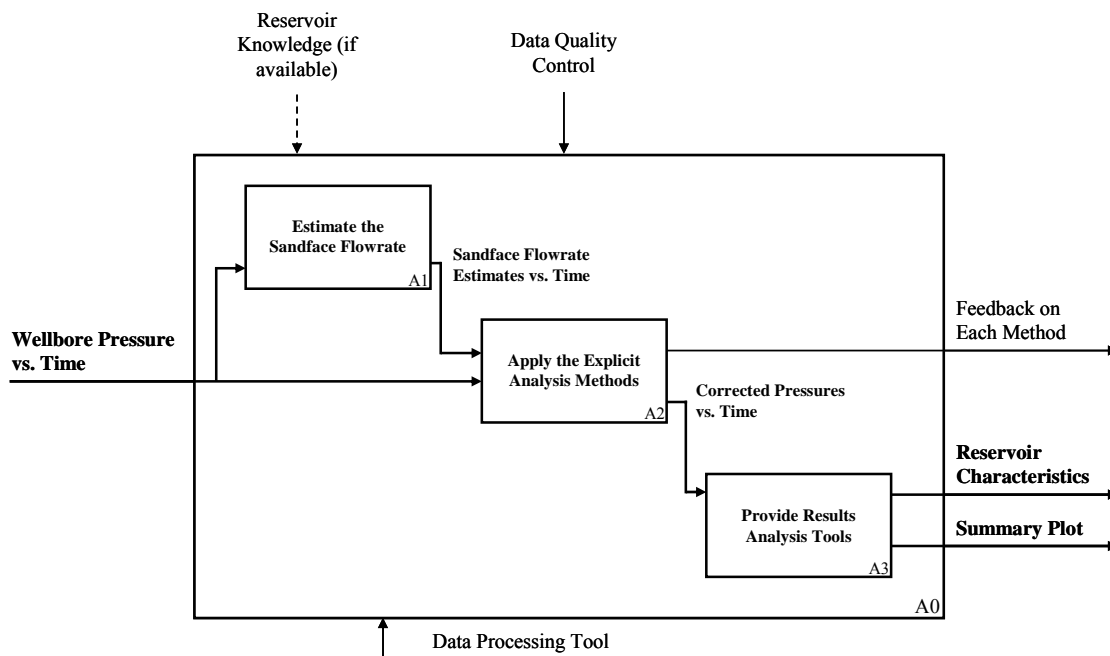 Reservoir
Knowledge (if
available)
Data Quality
Control
Estimate the
Sandface Flowrate
A1
Sandface Flowrate
Estimates vs. Time
Wellbore Pressure
vs. Time
Apply the Explicit
Analysis Methods
A2
Feedback on
Each Method
Corrected Pressures
vs. Time
Provide Results
Analysis Tools
A3
Reservoir
Characteristics
Summary Plot
A0
Data Processing Tool